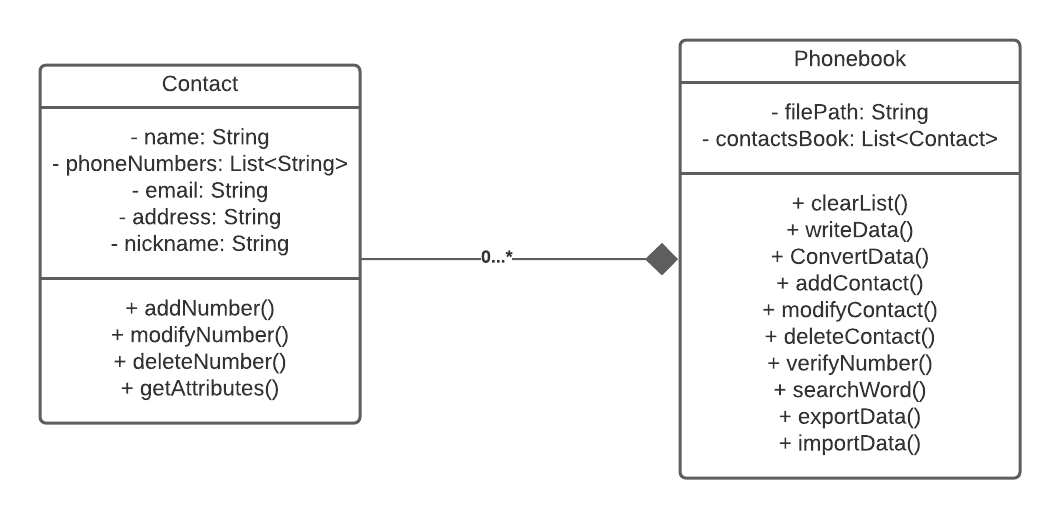 Contact
- name: String
- phoneNumbers: List<String>
- email: String
- address: String
- nickname: String
+ addNumber()
+ modifyNumber()
+ deleteNumber()
+ getAttributes()
0...*
Phonebook
- filePath: String
- contactsBook: List<Contact>
+ clearList()
+ writeData()
+ ConvertData()
+ addContact()
+ modifyContact()
+ deleteContact()
+ verifyNumber()
+ searchWord()
+ exportData()
+ importData()